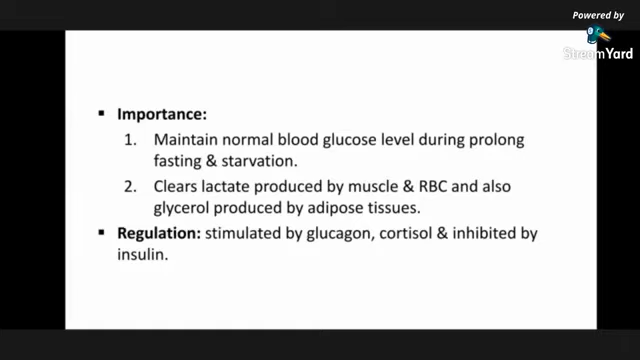 Powered by
StreamYard
▪ Importance:
1. Maintain normal blood glucose level during prolong
fasting & starvation.
2. Clears lactate produced by muscle & RBC and also
glycerol produced by adipose tissues.
▪ Regulation: stimulated by glucagon, cortisol & inhibited by
insulin.